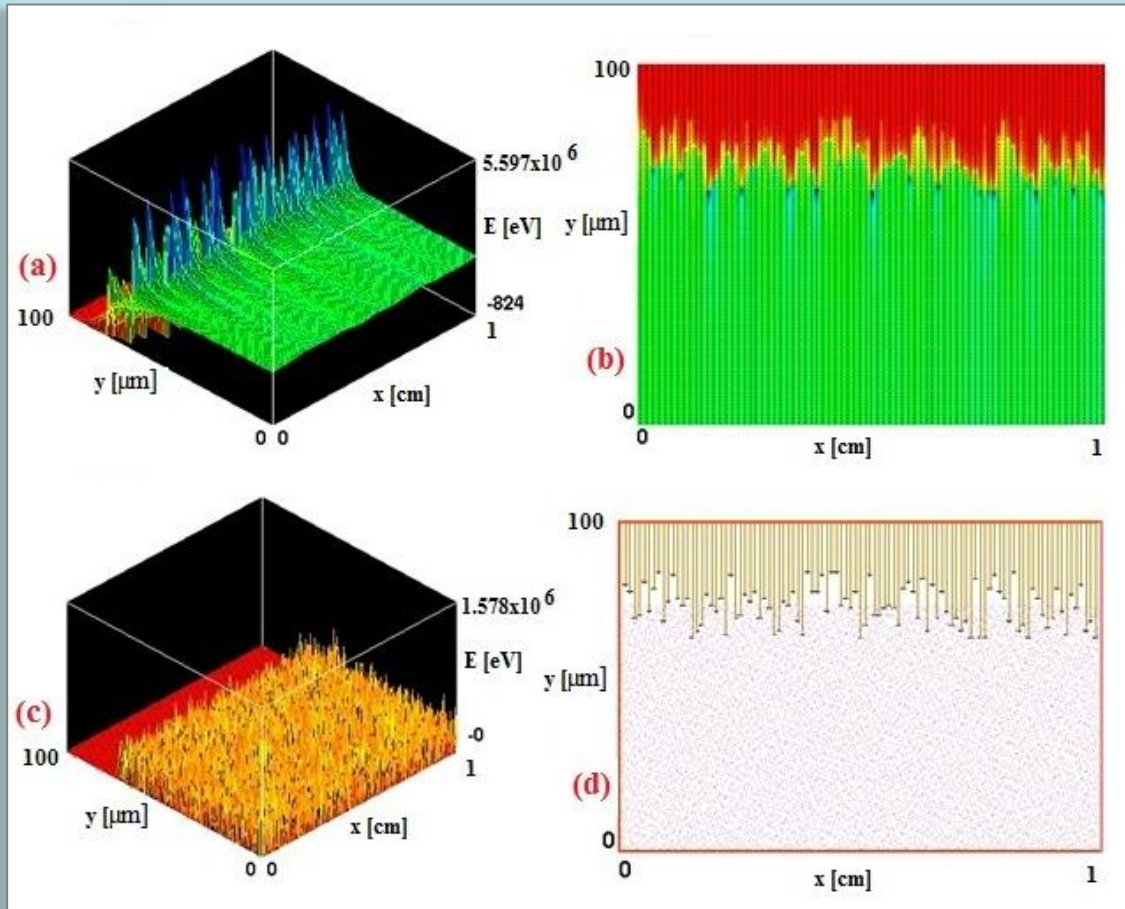 (a)
5.597x10 6
E [eV]
-824
1
100
y [μm]
x [cm]
0 0
(b)
100
y [μm]
0
0
x [cm]
1
(c)
1.578x10 6
E [eV]
-0
1
100
y [μm]
x [cm]
0 0
(d)
100
y [μm]
0
0
x [cm]
1